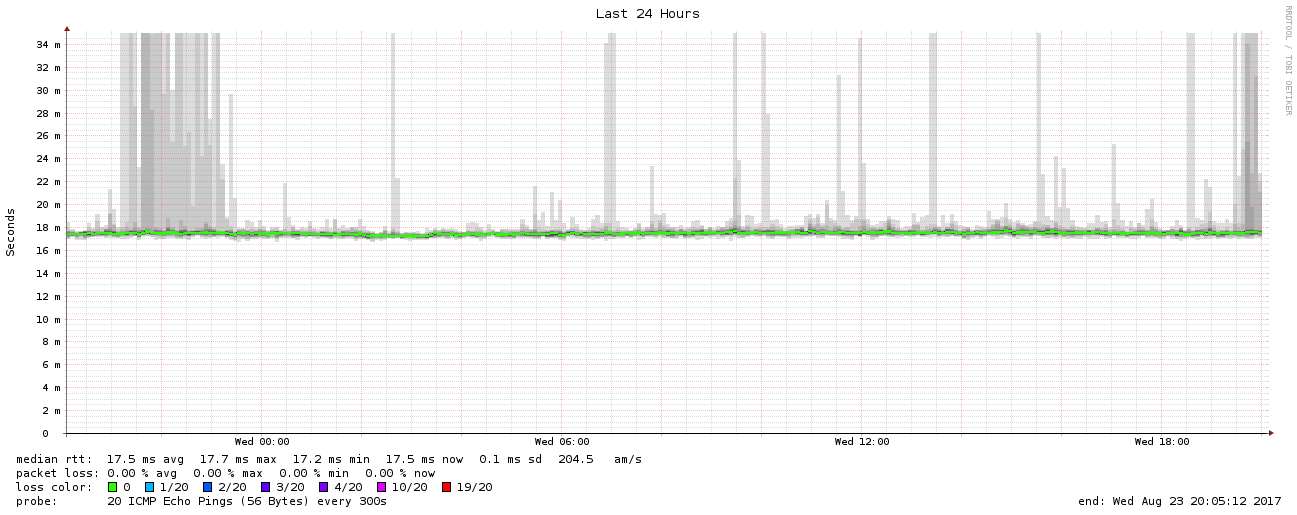 Last 24 Hours
RRDTOOL / TOBI OETIKER
Seconds
34 m
32 m
30 m
28 m
26 m
24 m
22 m
20 m
18 m
16 m
14 m
12 m
10 m
8 m
6 m
4 m
2 m
0
Wed 00:00 Wed 06:00 Wed 12:00 Wed 18:00
median rtt: 17.5 ms avg 17.7 ms max 17.2 ms min 17.5 ms now 0.1 ms sd 204.5 am/s
packet loss: 0.00 % avg 0.00 % max 0.00 % min 0.00 % now
loss color: 0 1/20 2/20 3/20 4/20 10/20 19/20
probe: 20 ICMP Echo Pings (56 Bytes) every 300s end: Wed Aug 23 20:05:12 2017